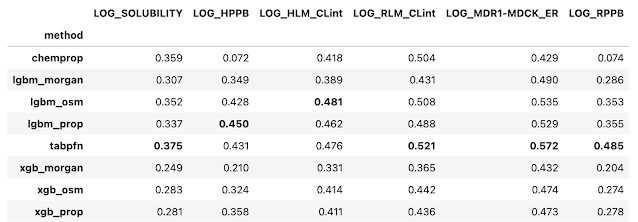 LOG_SOLUBILITY LOG_HPPB LOG_HLM_CLint LOG_RLM_CLint LOG_MDR1-MDCK_ER LOG_RPPB
method
chemprop 0.359 0.072 0.418 0.504 0.429 0.074
lgbm_morgan 0.307 0.349 0.389 0.431 0.490 0.286
lgbm_osm 0.352 0.428 0.481 0.508 0.535 0.353
lgbm_prop 0.337 0.450 0.462 0.488 0.529 0.355
tabpfn 0.375 0.431 0.476 0.521 0.572 0.485
xgb_morgan 0.249 0.210 0.331 0.365 0.432 0.204
xgb_osm 0.283 0.324 0.414 0.442 0.474 0.274
xgb_prop 0.281 0.358 0.411 0.436 0.473 0.278